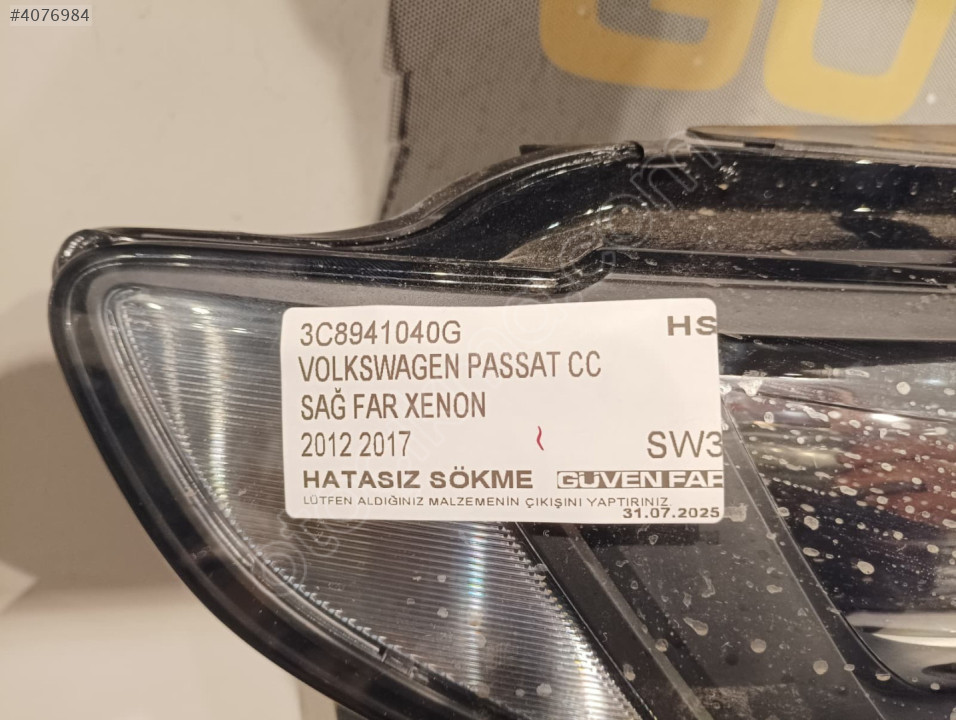 #4076984
GO
3C8941040G HS
VOLKSWAGEN PASSAT CC
SAĞ FAR XENON
2012 2017 SW3
HATASIZ SÖKME GÜVEN FAR
LÜTFEN ALDIĞINIZ MALZEMENİN ÇIKIŞINI YAPTIRINIZ.
31.07.2025